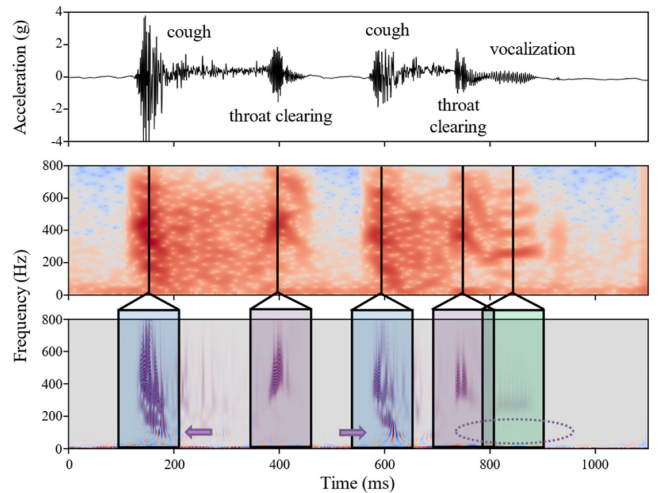 4
2
0
-2
-4
Acceleration (g)
cough
throat clearing
cough
throat
clearing
vocalization
800
600
400
200
0
Frequency (Hz)
800
600
400
200
0
0 200 400 600 800 1000
Time (ms)